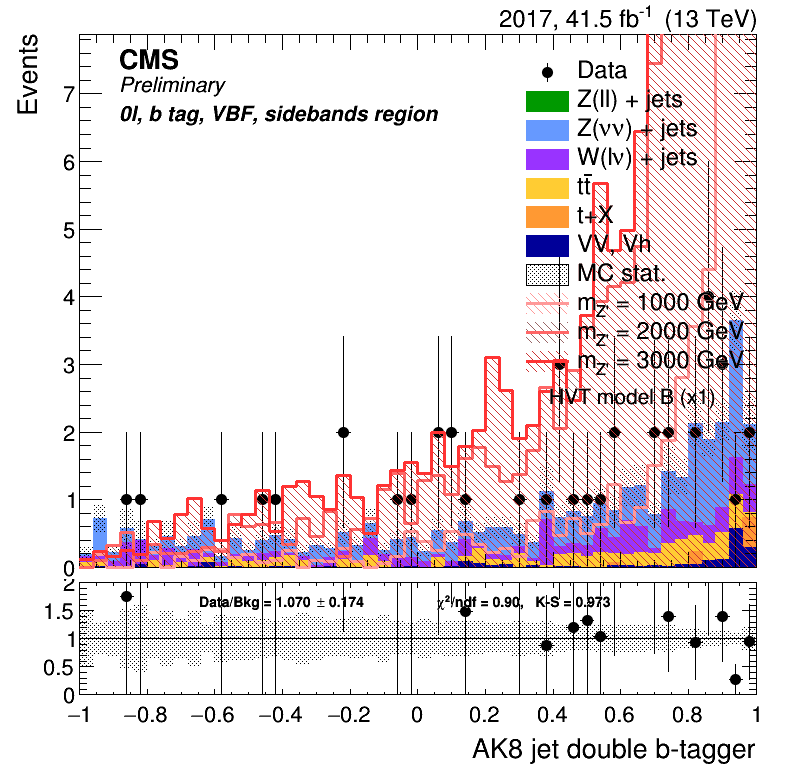 2017, 41.5 fb⁻¹ (13 TeV)
Events
CMS
Preliminary
0l, b tag, VBF, sidebands region
Data
Z(ll) + jets
Z(νν) + jets
W(lν) + jets
tt̄
t+X
VV, Vh
MC stat.
m_Z' = 1000 GeV
m_Z' = 2000 GeV
m_Z' = 3000 GeV
HVT model B (x1)
7
6
5
4
3
2
1
0
Data/Bkg = 1.070 ± 0.174
χ²/ndf = 0.90, K-S = 0.973
2
1.5
1
0.5
0
−1 −0.8 −0.6 −0.4 −0.2 0 0.2 0.4 0.6 0.8 1
AK8 jet double b-tagger